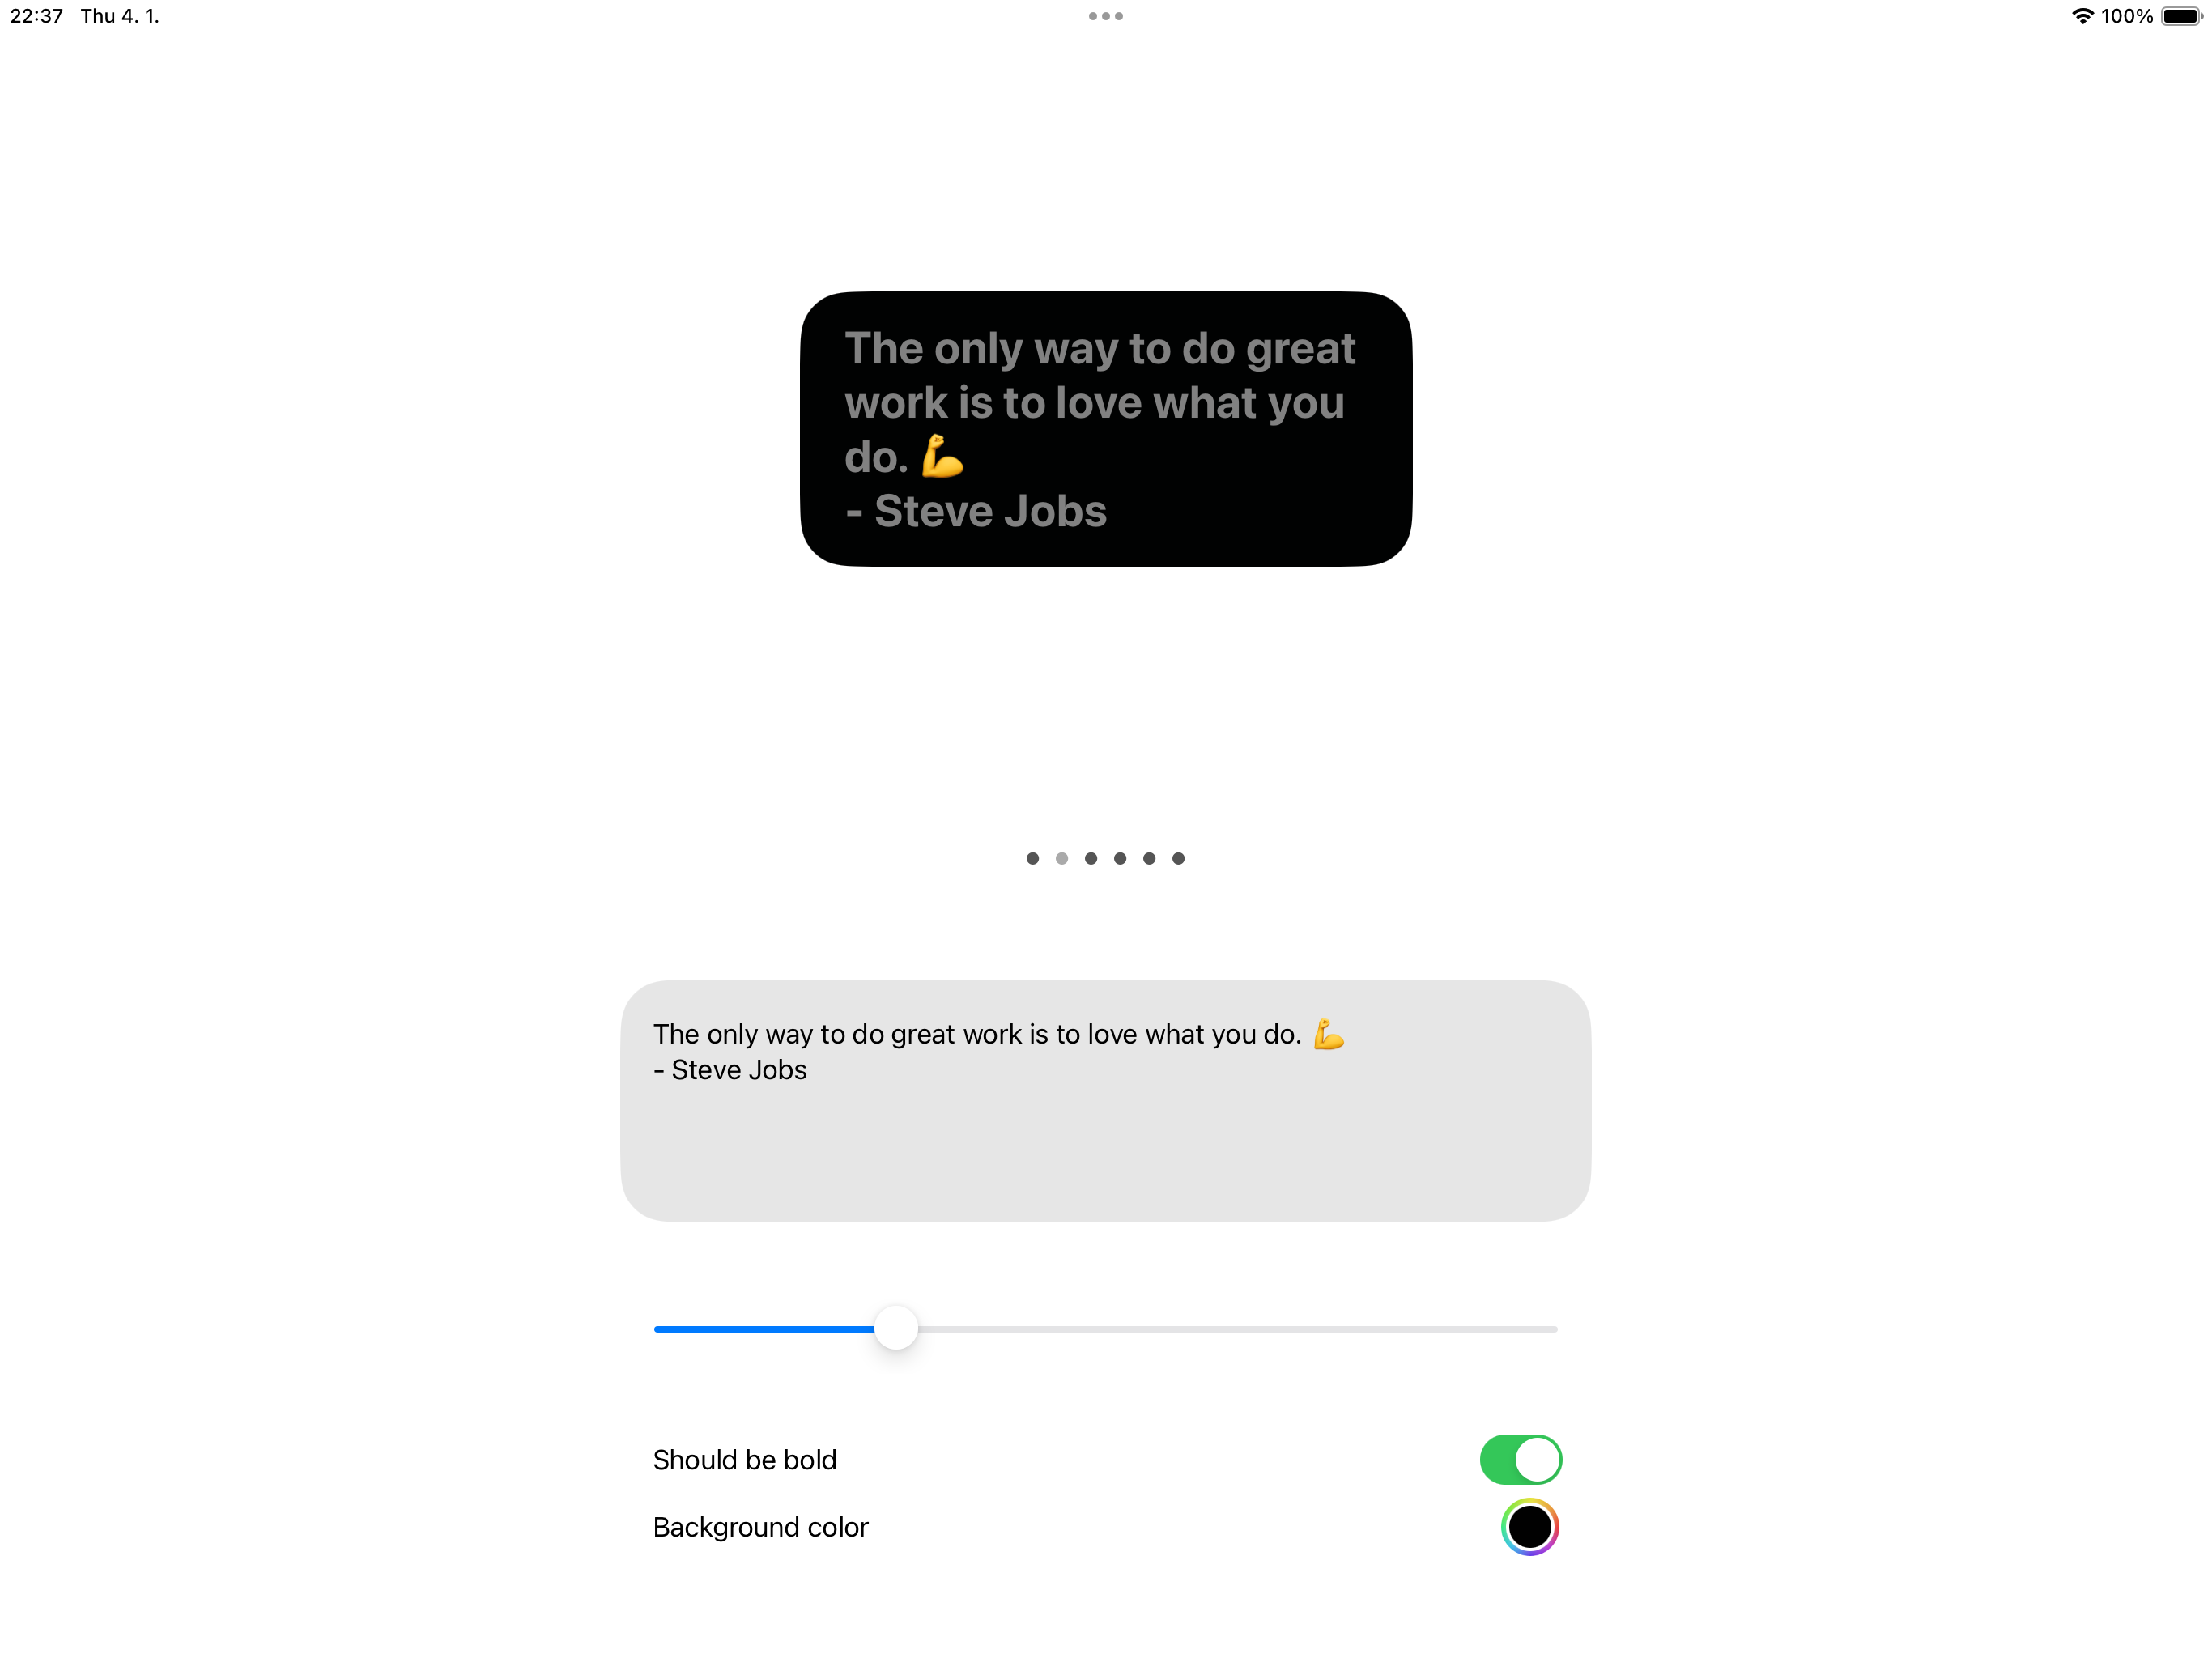 22:37 Thu 4. 1.
100%
The only way to do great
work is to love what you
do. 💪
- Steve Jobs
The only way to do great work is to love what you do. 💪
- Steve Jobs
Should be bold
Background color